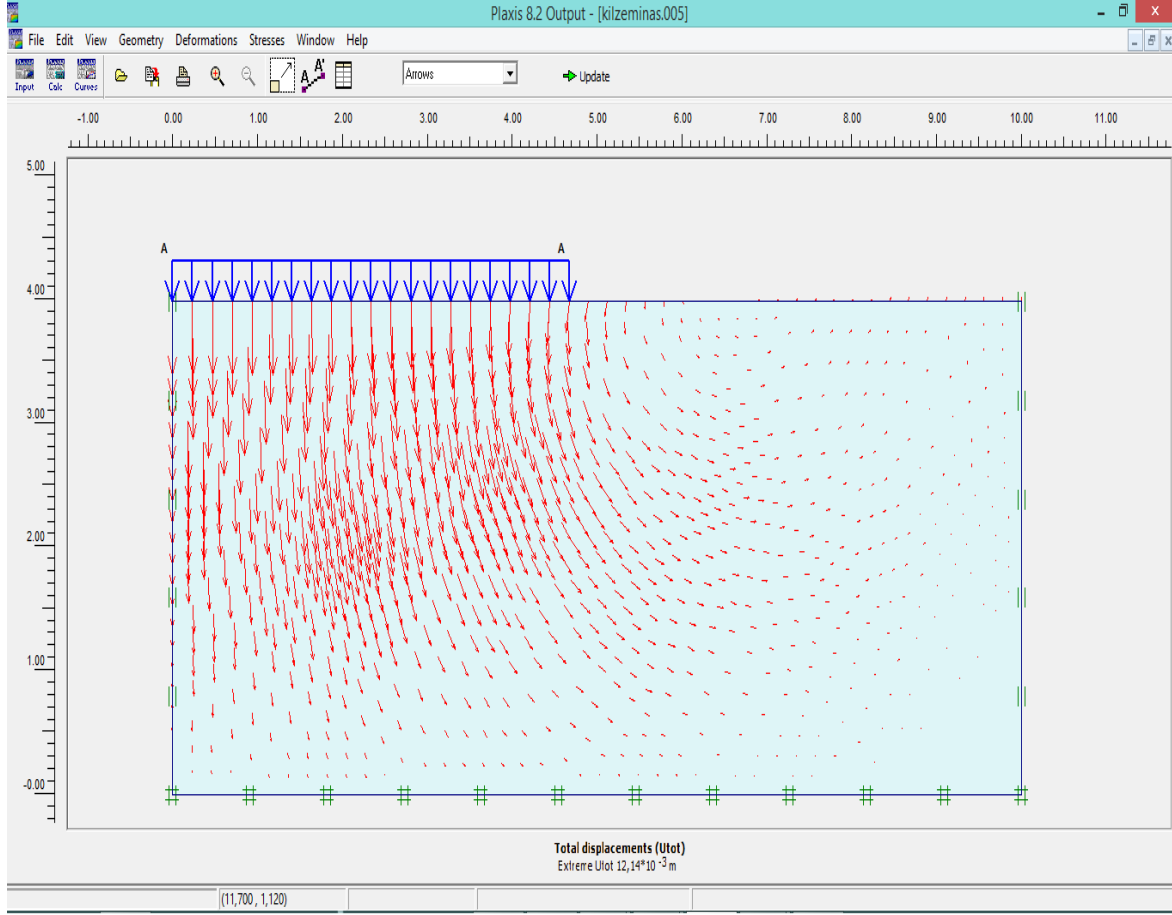 Plaxis 8.2 Output - [kilzeminas.005]
File Edit View Geometry Deformations Stresses Window Help
Input Calc Curves Arrows Update
-1.00 0.00 1.00 2.00 3.00 4.00 5.00 6.00 7.00 8.00 9.00 10.00 11.00
5.00
A A
4.00
3.00
2.00
1.00
-0.00
Total displacements (Utot)
Extreme Utot 12,14*10 -3 m
(11,700 , 1,120)